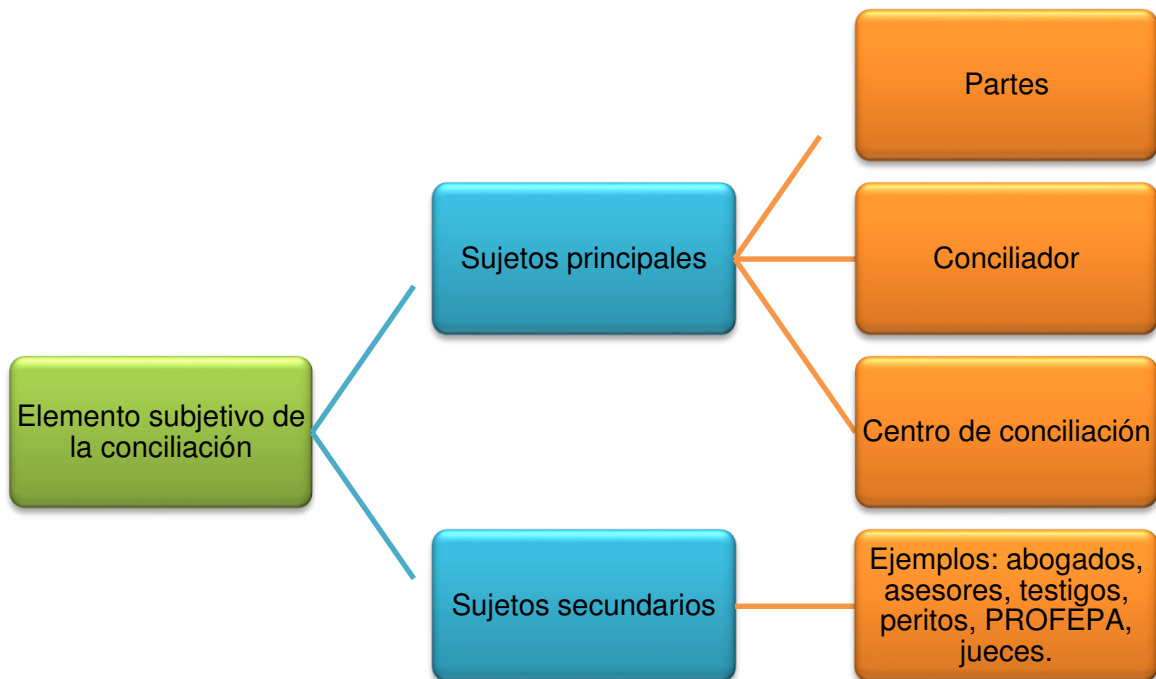 Partes
Sujetos principales
Conciliador
Elemento subjetivo de
la conciliación
Centro de conciliación
Sujetos secundarios
Ejemplos: abogados,
asesores, testigos,
peritos, PROFEPA,
jueces.